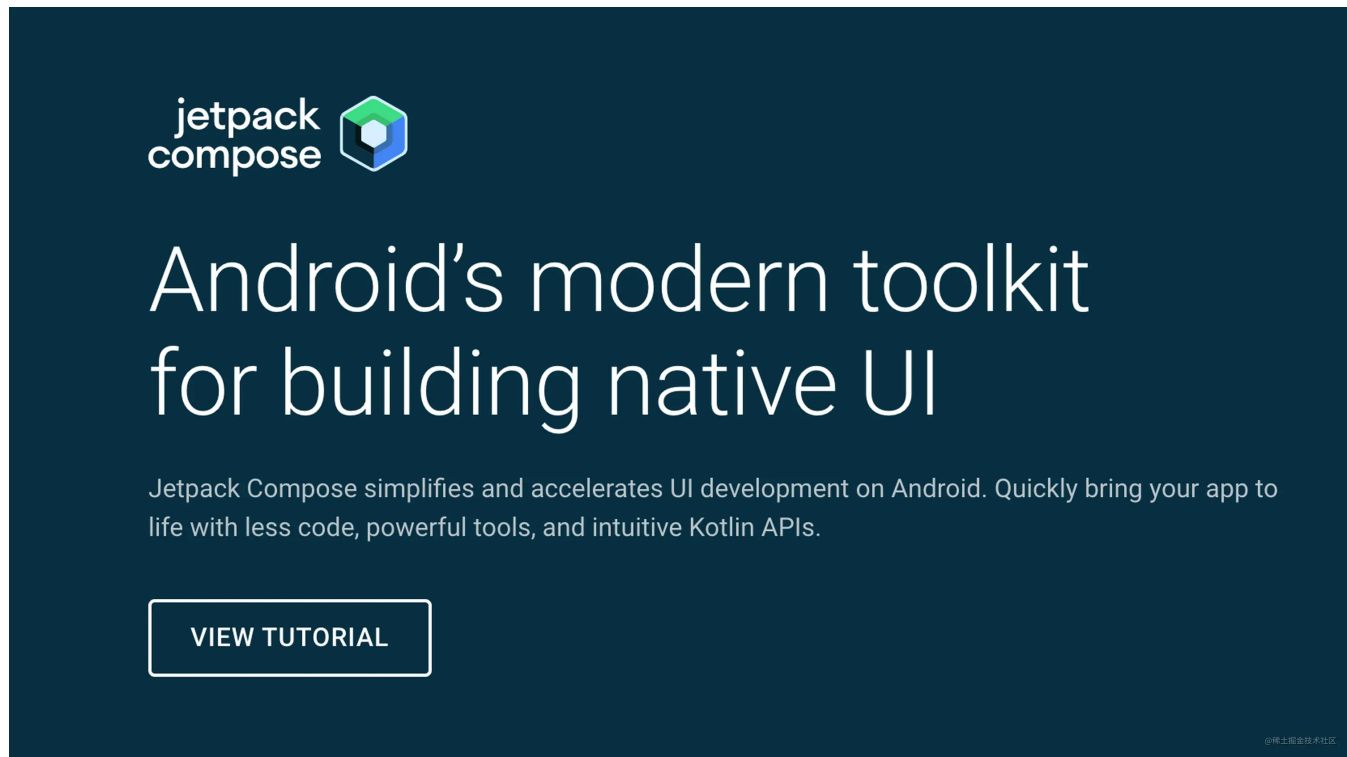 jetpack
compose
Android’s modern toolkit
for building native UI
Jetpack Compose simplifies and accelerates UI development on Android. Quickly bring your app to
life with less code, powerful tools, and intuitive Kotlin APIs.
VIEW TUTORIAL
@稀土掘金技术社区